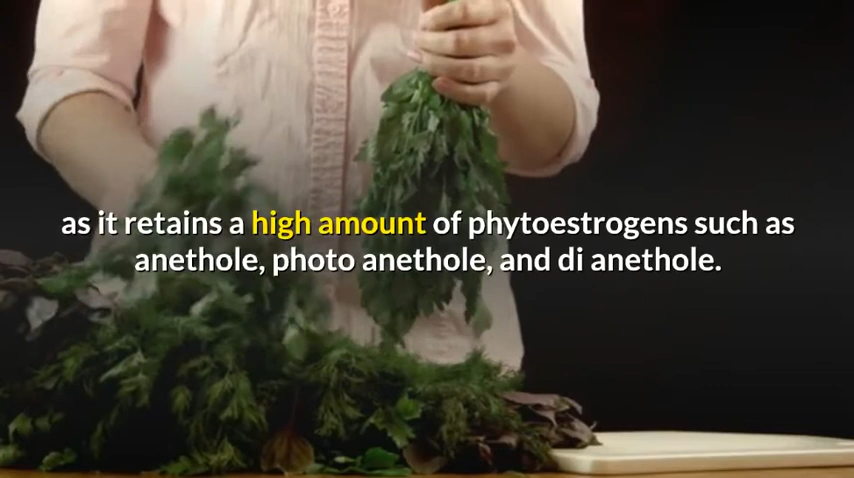 as it retains a high amount of phytoestrogens such as
anethole, photo anethole, and di anethole.